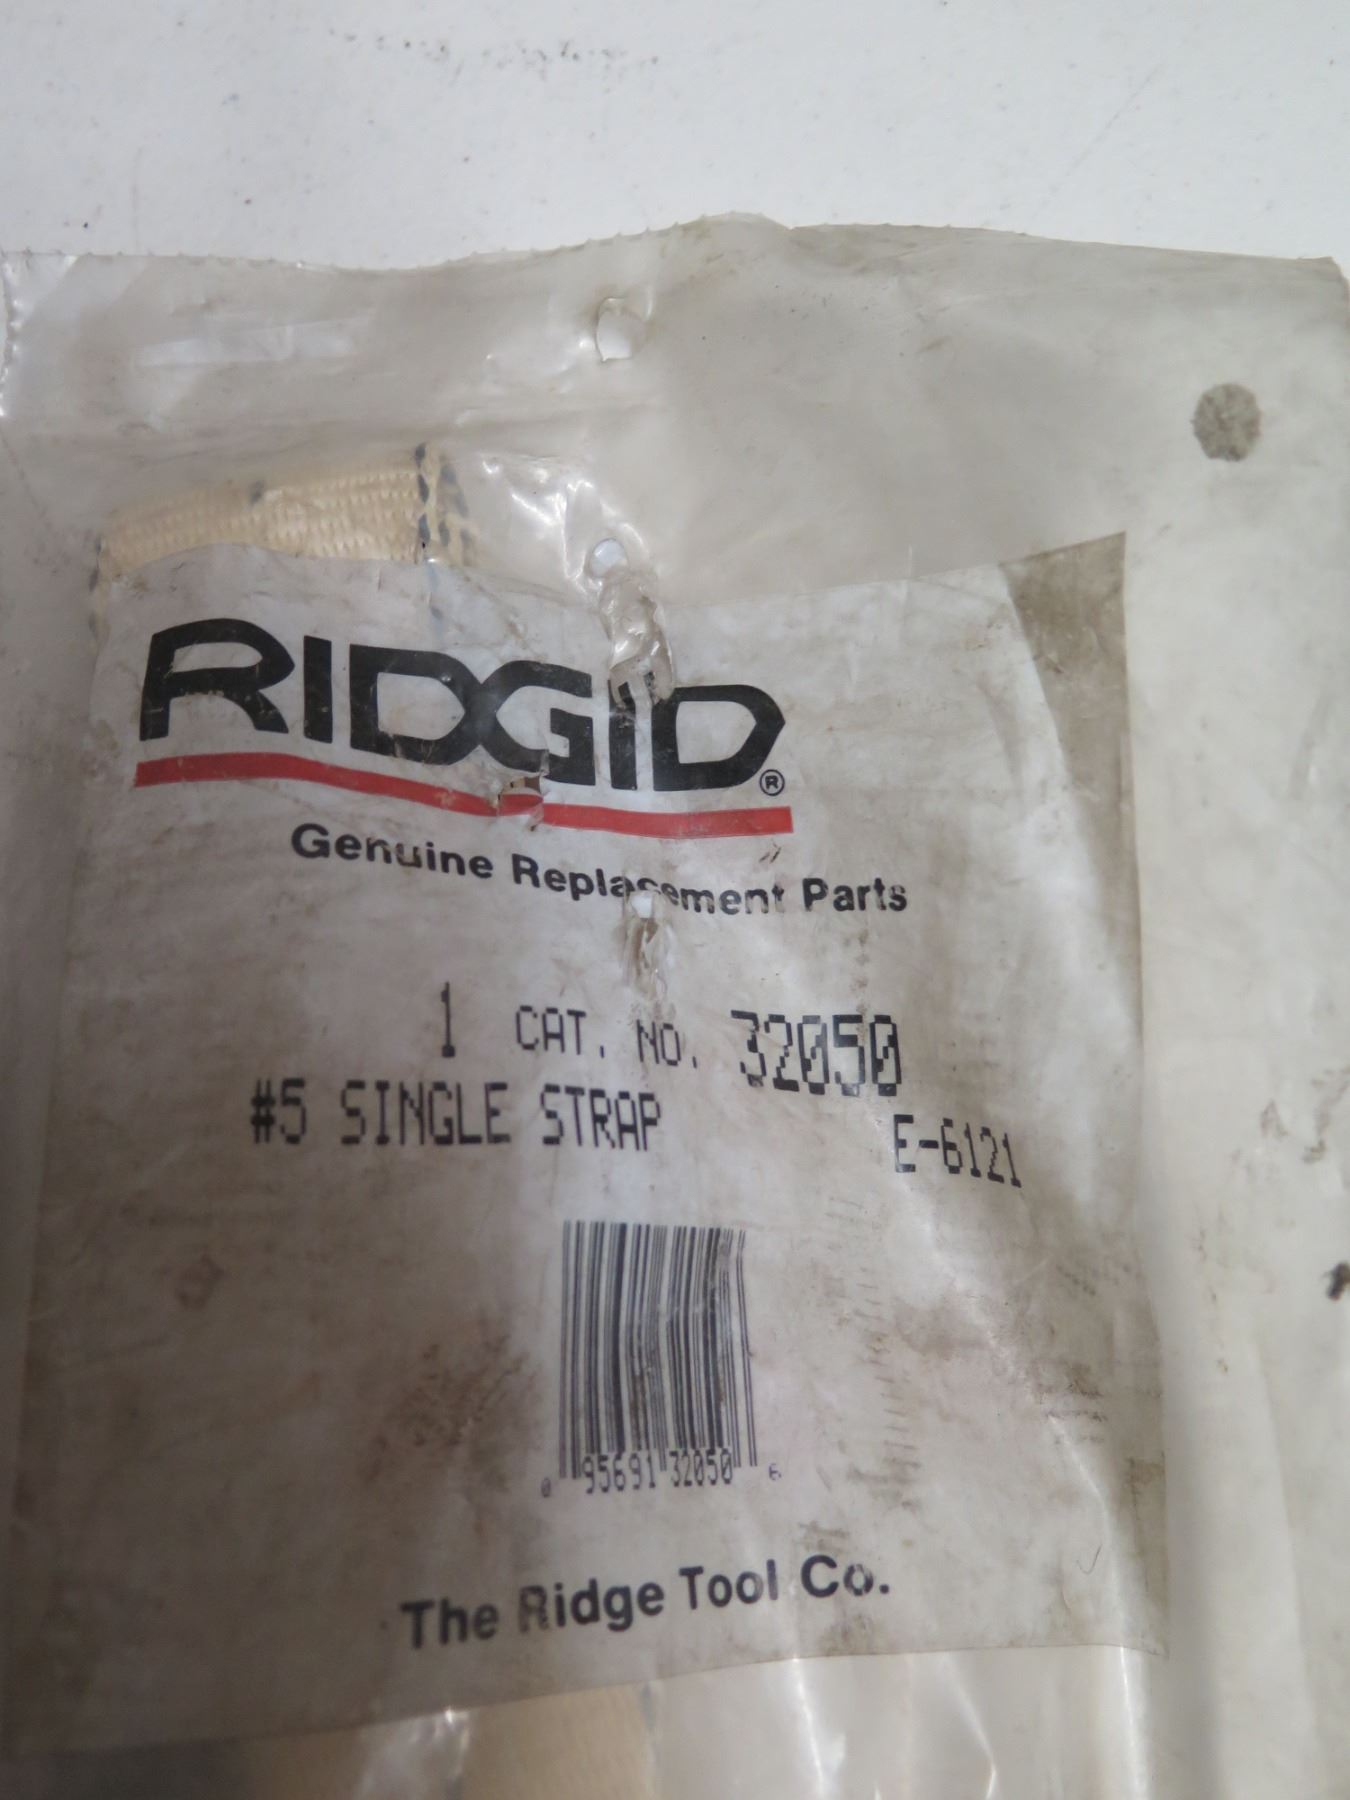 RIDGID®
Genuine Replacement Parts
1 CAT. NO. 32050
#5 SINGLE STRAP E-6121
0 95691 32050 6
The Ridge Tool Co.